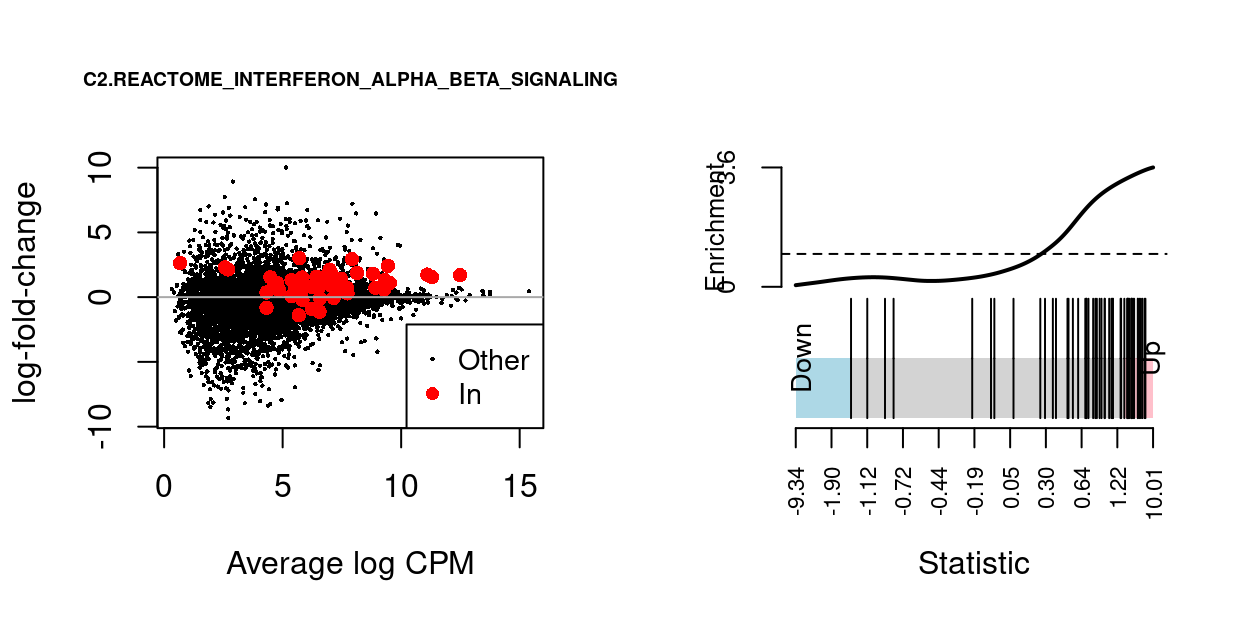 C2.REACTOME_INTERFERON_ALPHA_BETA_SIGNALING
log-fold-change
10
5
0
-10
Other
In
0
5
10
15
Average log CPM
Enrichment
3.6
0
Down
Up
-9.34
-1.90
-1.12
-0.72
-0.44
-0.19
0.05
0.30
0.64
1.22
10.01
Statistic